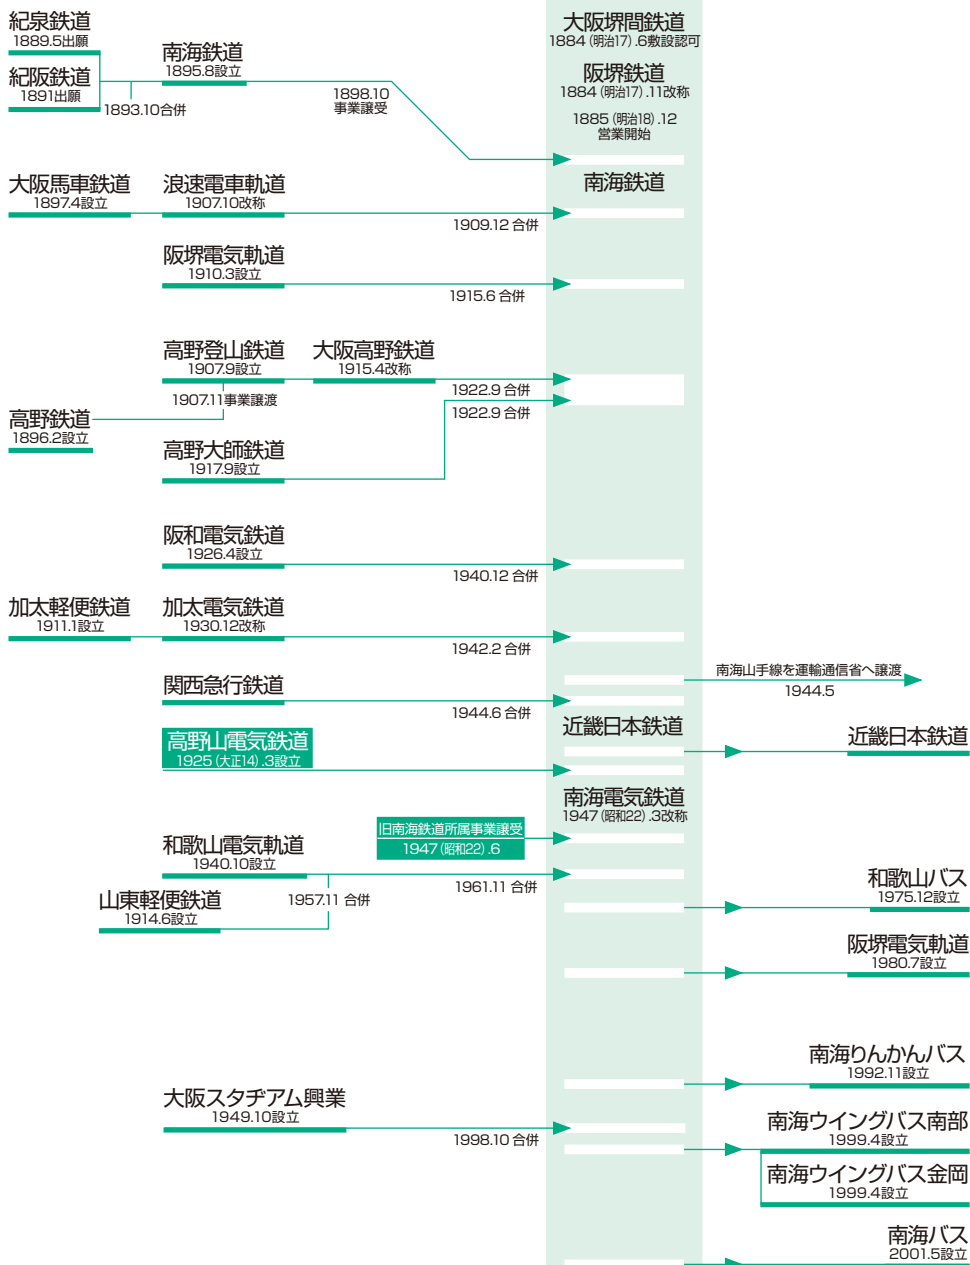 紀泉鉄道
1889.5出願
紀阪鉄道
1891出願
1893.10合併
南海鉄道
1895.8設立
1898.10
事業譲受
大阪堺間鉄道
1884(明治17).6敷設認可
阪堺鉄道
1884(明治17).11改称
1885(明治18).12
営業開始
南海鉄道
大阪馬車鉄道
1897.4設立
浪速電車軌道
1907.10改称
1909.12 合併
阪堺電気軌道
1910.3設立
1915.6 合併
高野登山鉄道
1907.9設立
大阪高野鉄道
1915.4改称
1922.9 合併
1907.11事業譲渡
1922.9 合併
高野鉄道
1896.2設立
高野大師鉄道
1917.9設立
阪和電気鉄道
1926.4設立
1940.12 合併
加太軽便鉄道
1911.1設立
加太電気鉄道
1930.12改称
1942.2 合併
南海山手線を運輸通信省へ譲渡
1944.5
関西急行鉄道
1944.6 合併
近畿日本鉄道
近畿日本鉄道
高野山電気鉄道
1925(大正14).3設立
南海電気鉄道
1947(昭和22).3改称
旧南海鉄道所属事業譲受
1947(昭和22).6
和歌山電気軌道
1940.10設立
1961.11 合併
山東軽便鉄道
1914.6設立
1957.11 合併
和歌山バス
1975.12設立
阪堺電気軌道
1980.7設立
南海りんかんバス
1992.11設立
大阪スタヂアム興業
1949.10設立
1998.10 合併
南海ウイングバス南部
1999.4設立
南海ウイングバス金岡
1999.4設立
南海バス
2001.5設立